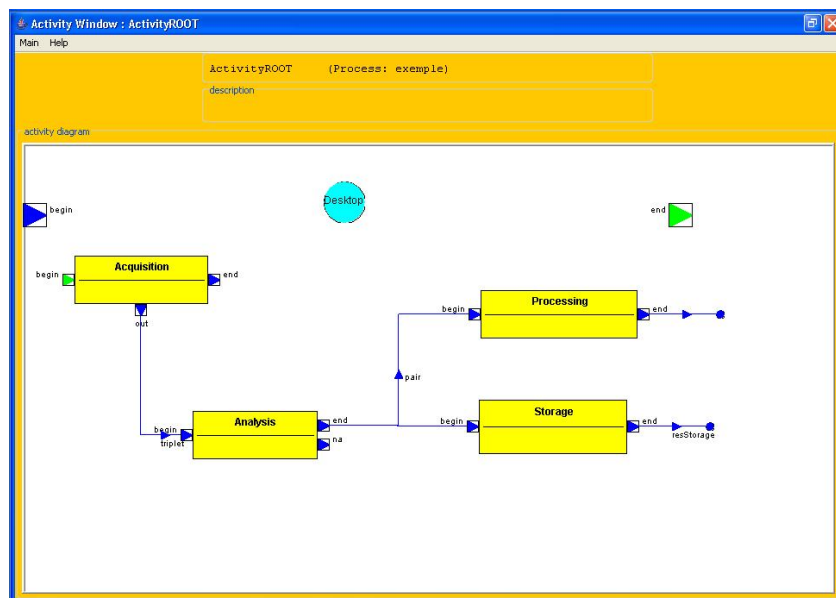 Activity Window : ActivityROOT
Main Help
ActivityROOT (Process: exemple)
description
activity diagram
begin
Desktop
end
Acquisition
begin
end
out
Processing
begin
end
pair
Analysis
begin
triplet
end
na
Storage
begin
end
resStorage